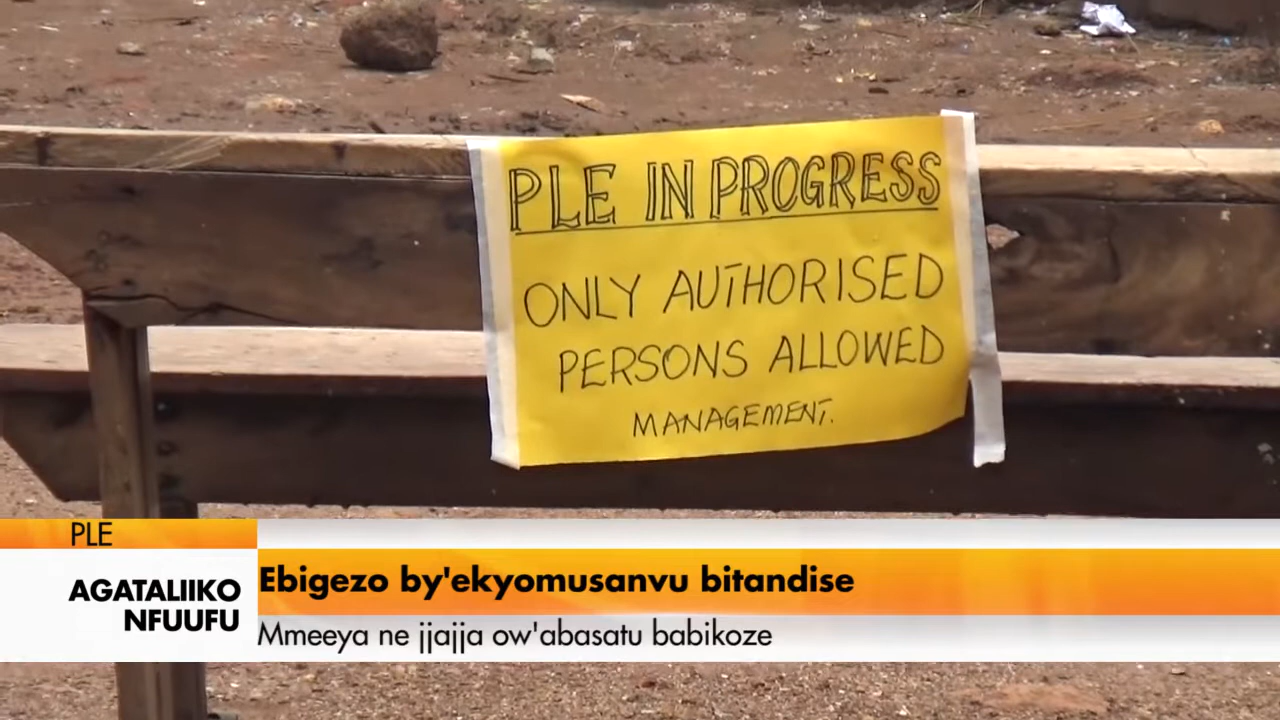 PLE IN PROGRESS
ONLY AUTHORISED
PERSONS ALLOWED
MANAGEMENT.
PLE
AGATALIIKO
NFUUFU
Ebigezo by'ekyomusanvu bitandise
Mmeeya ne jjajja ow'abasatu babikoze